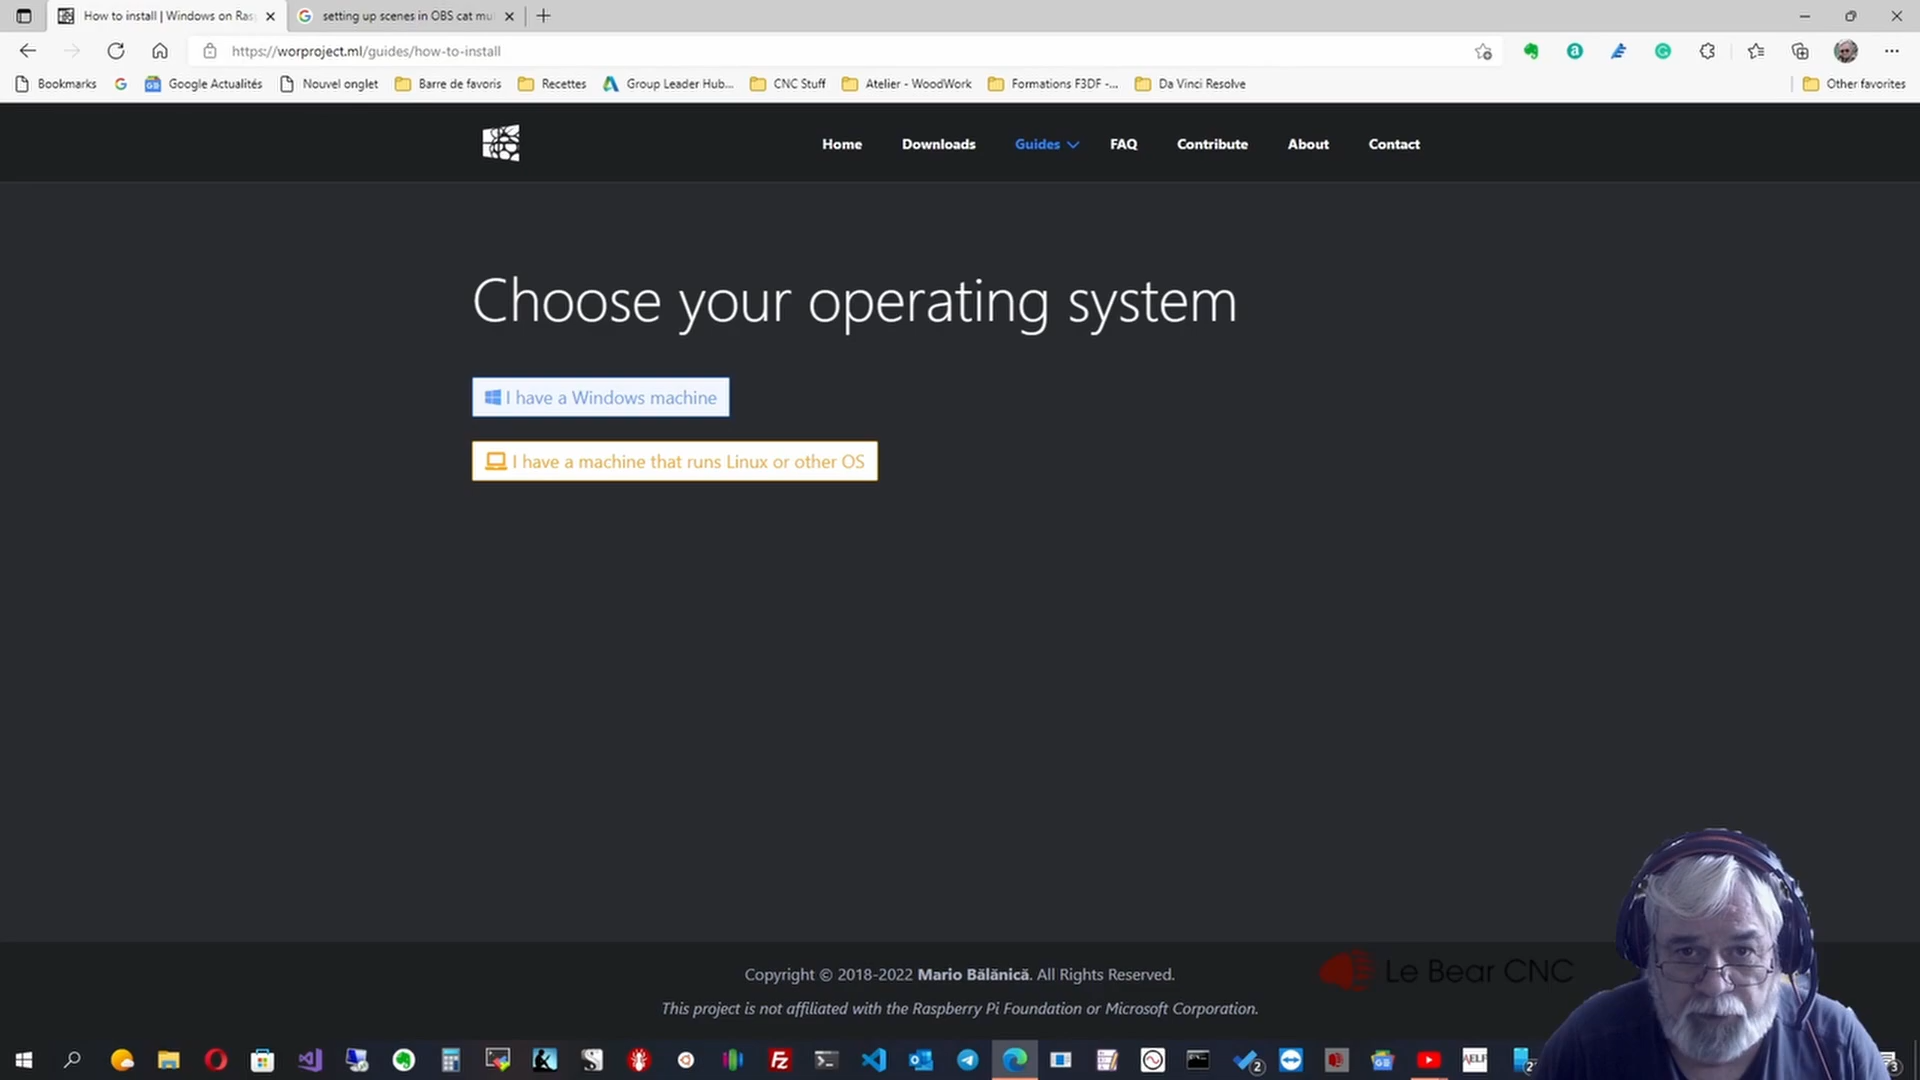 How to install | Windows on Ras
setting up scenes in OBS cat mu
https://worproject.ml/guides/how-to-install
Bookmarks
Google Actualités
Nouvel onglet
Barre de favoris
Recettes
Group Leader Hub...
CNC Stuff
Atelier - WoodWork
Formations F3DF -...
Da Vinci Resolve
Other favorites
Home
Downloads
Guides
FAQ
Contribute
About
Contact
Choose your operating system
I have a Windows machine
I have a machine that runs Linux or other OS
Copyright © 2018-2022 Mario Bălănică. All Rights Reserved.
This project is not affiliated with the Raspberry Pi Foundation or Microsoft Corporation.
Le Bear CNC